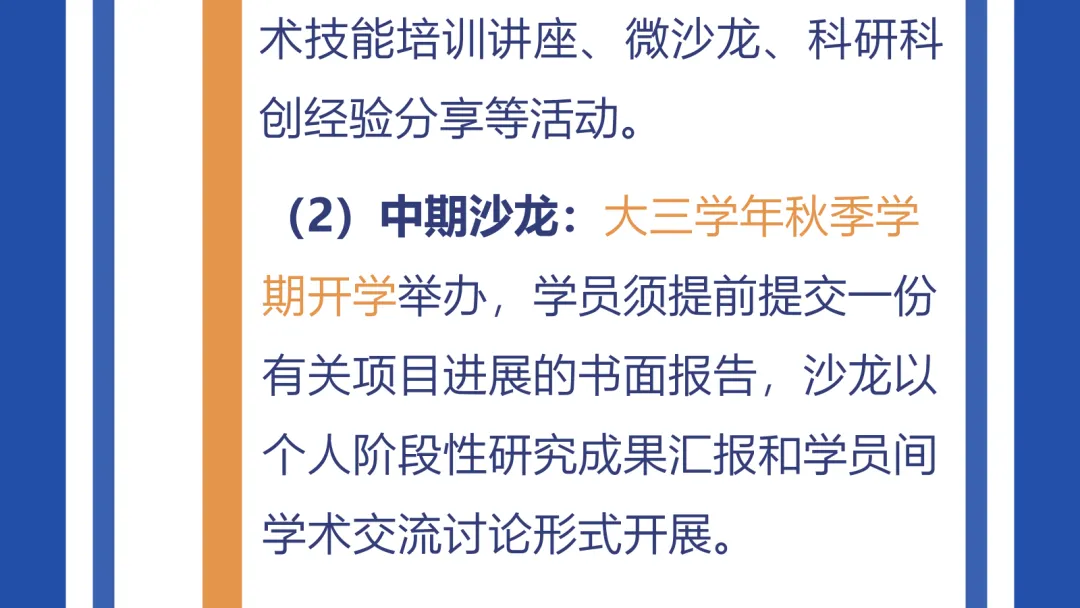 术技能培训讲座、微沙龙、科研科
创经验分享等活动。
（2）中期沙龙：大三学年秋季学
期开学举办，学员须提前提交一份
有关项目进展的书面报告，沙龙以
个人阶段性研究成果汇报和学员间
学术交流讨论形式开展。